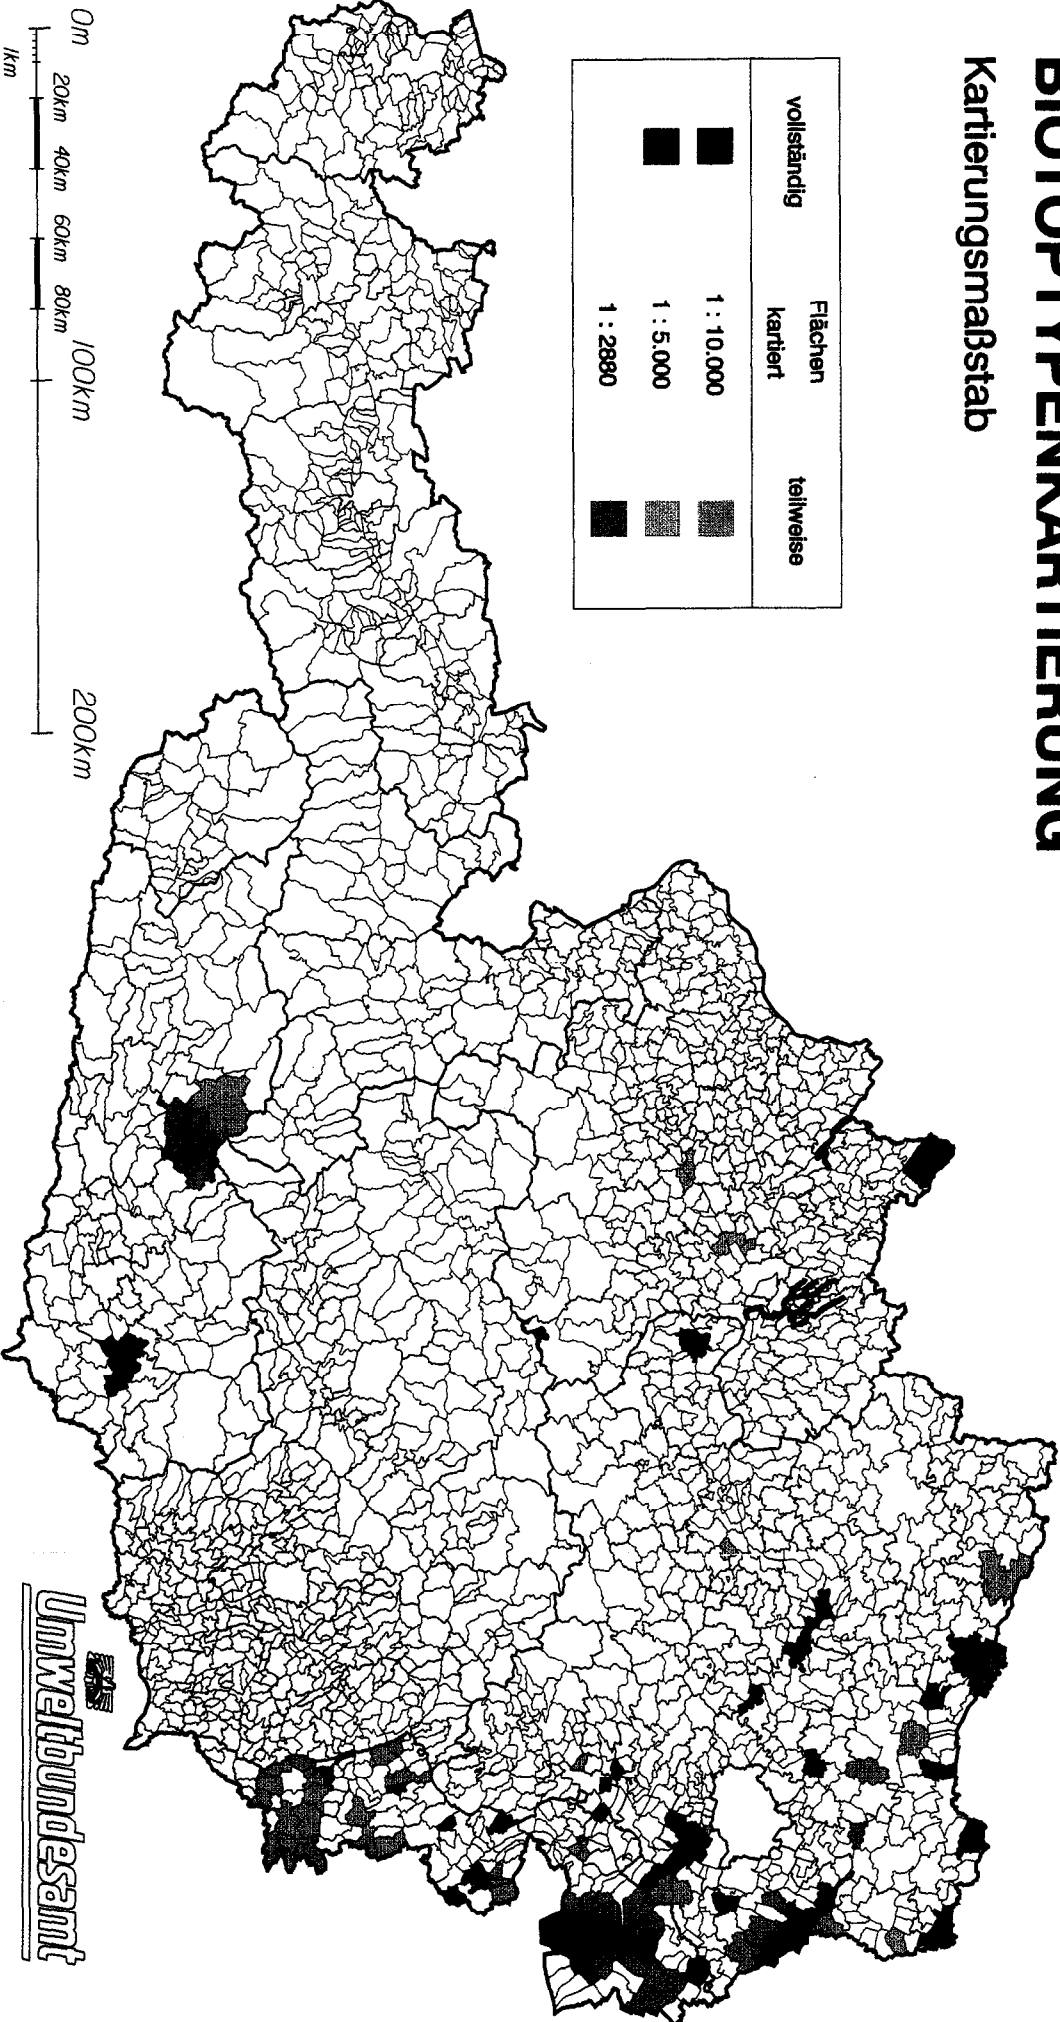 BIOTOPTYPENKARTIERUNG
Kartierungsmaßstab
Flächen
vollständig kartiert teilweise
1 : 10.000
1 : 5.000
1 : 2880
0m 20km 40km 60km 80km 100km 200km
1km
Umweltbundesamt